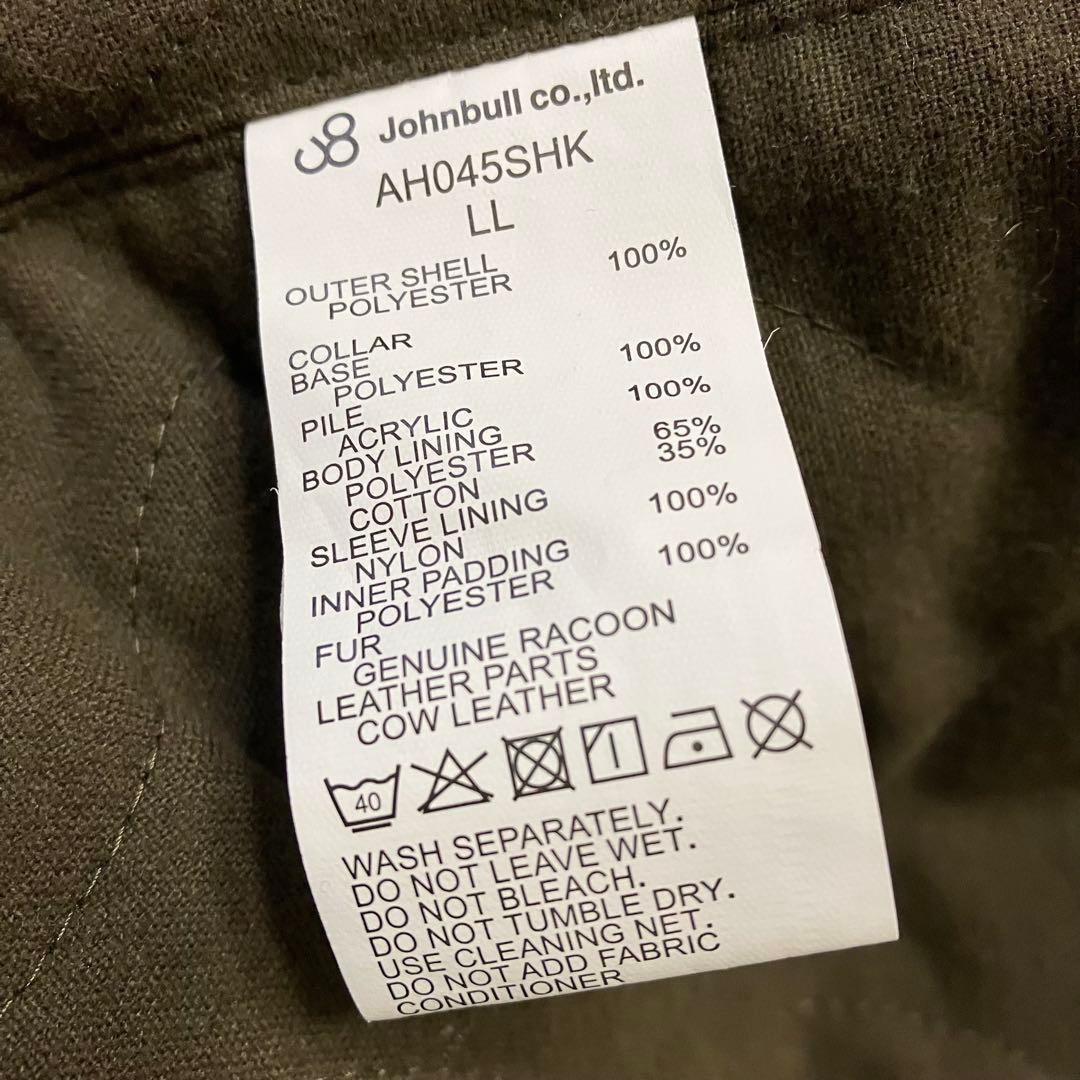 Johnbull co.,ltd.
AH045SHK
LL
OUTER SHELL
POLYESTER 100%
COLLAR
BASE
POLYESTER 100%
PILE
ACRYLIC 100%
BODY LINING
POLYESTER 65%
COTTON 35%
SLEEVE LINING
NYLON 100%
INNER PADDING
POLYESTER 100%
FUR
GENUINE RACOON
LEATHER PARTS
COW LEATHER
40
WASH SEPARATELY.
DO NOT LEAVE WET.
DO NOT BLEACH.
DO NOT TUMBLE DRY.
USE CLEANING NET.
DO NOT ADD FABRIC
CONDITIONER